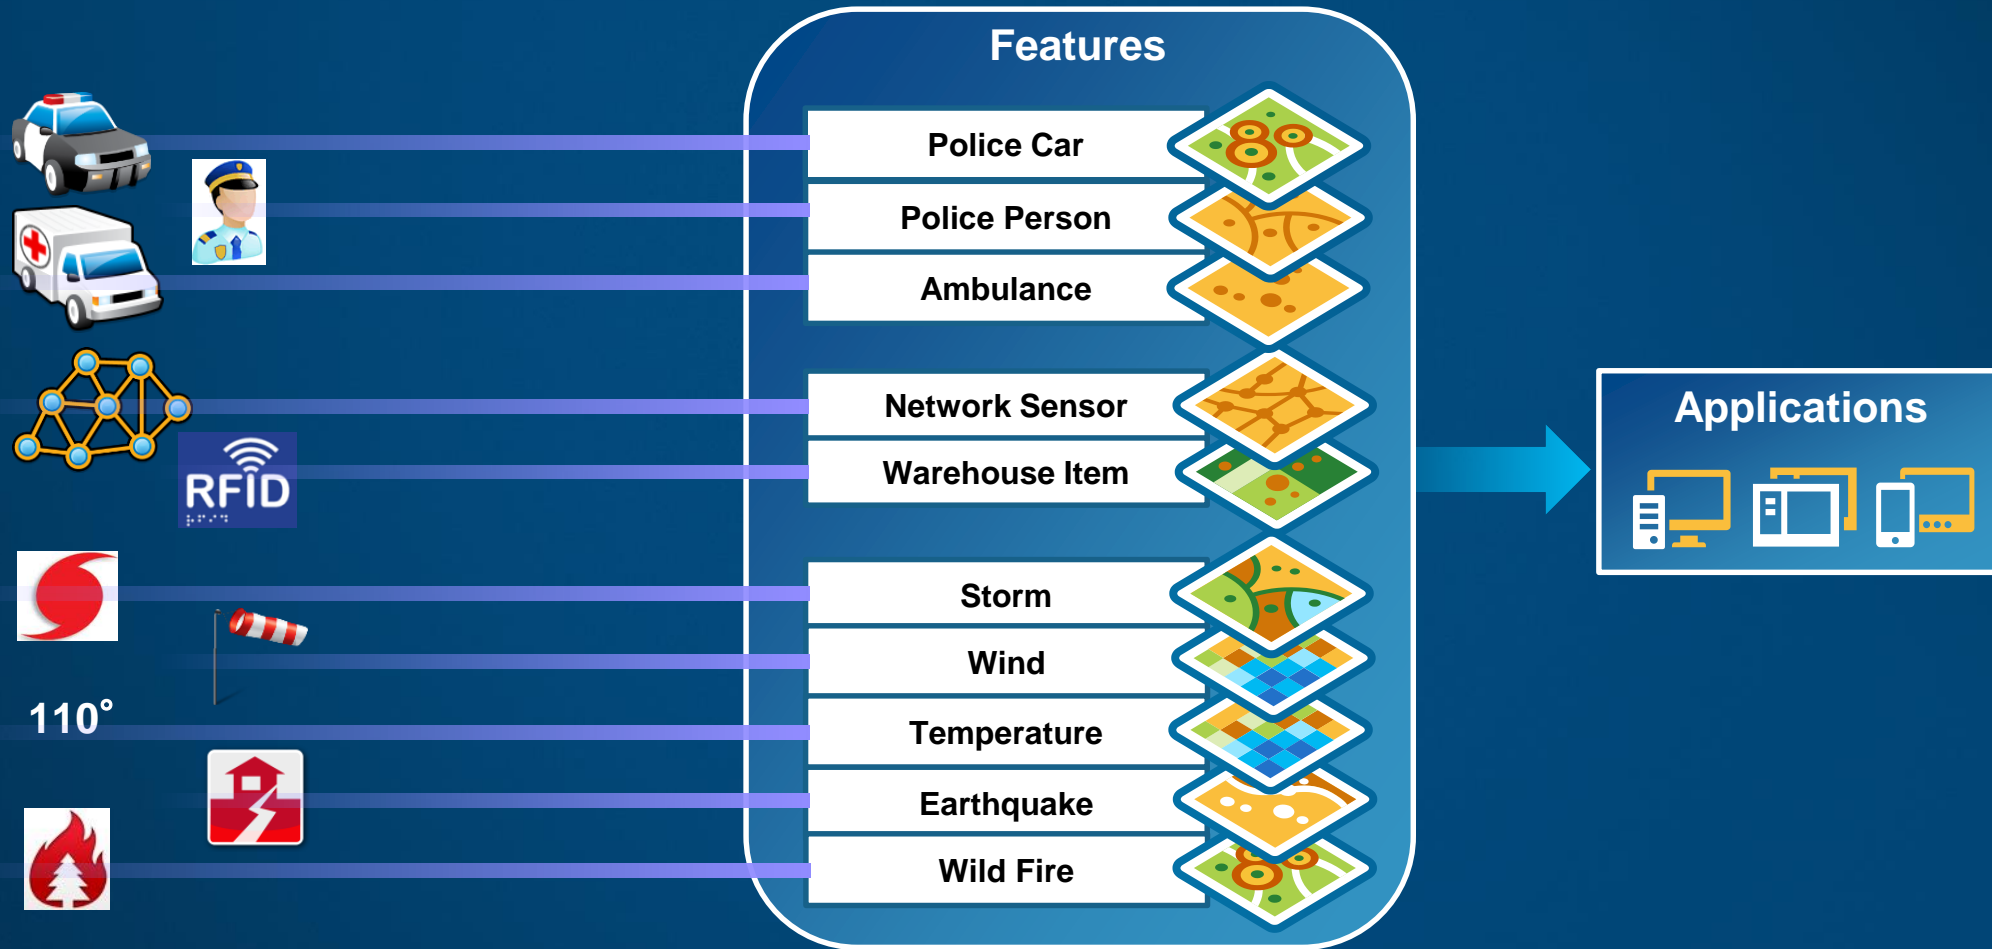 Features
Police Car
Police Person
Ambulance
Network Sensor
RFID
Warehouse Item
Storm
Wind
110°
Temperature
Earthquake
Wild Fire
Applications